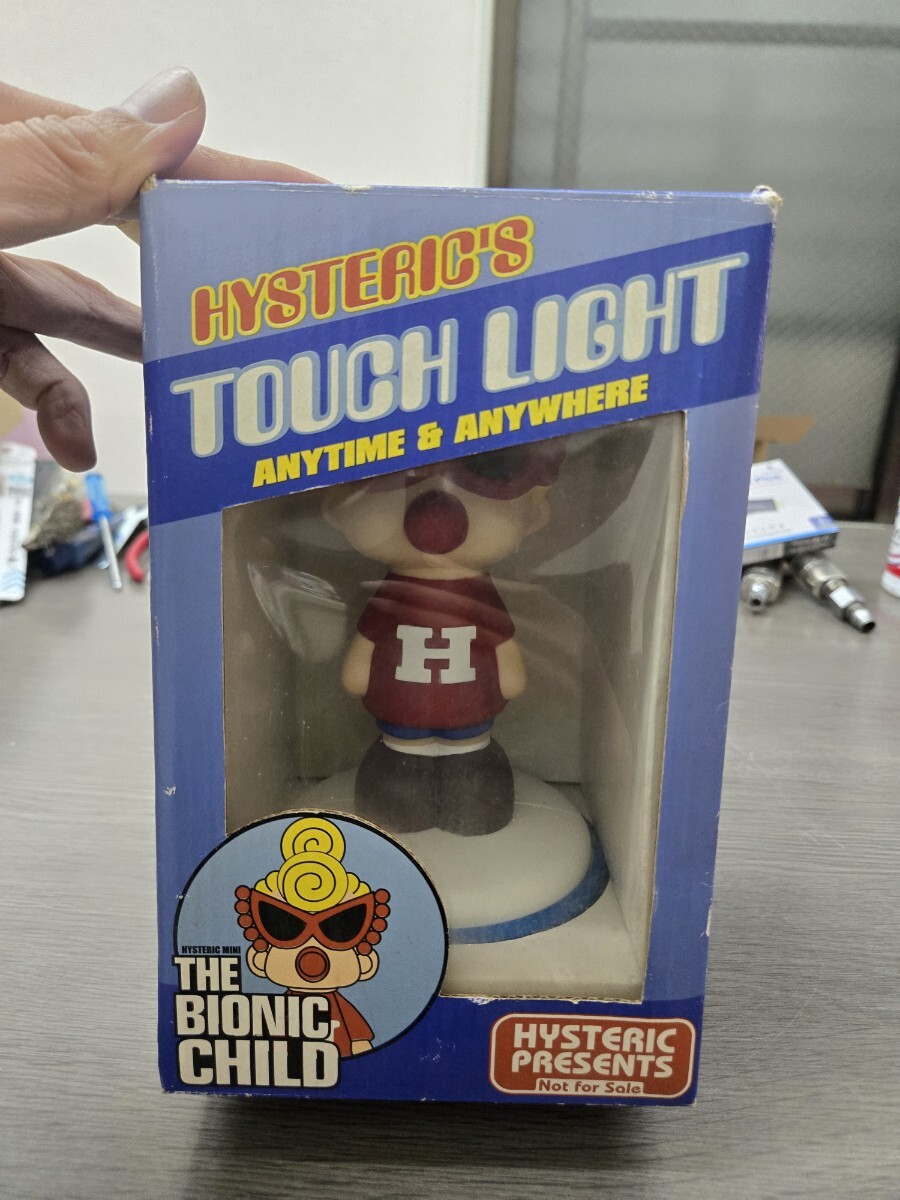 HYSTERIC'S
TOUCH LIGHT
ANYTIME & ANYWHERE
H
HYSTERIC MINI
THE
BIONIC
CHILD
HYSTERIC
PRESENTS
Not for Sale